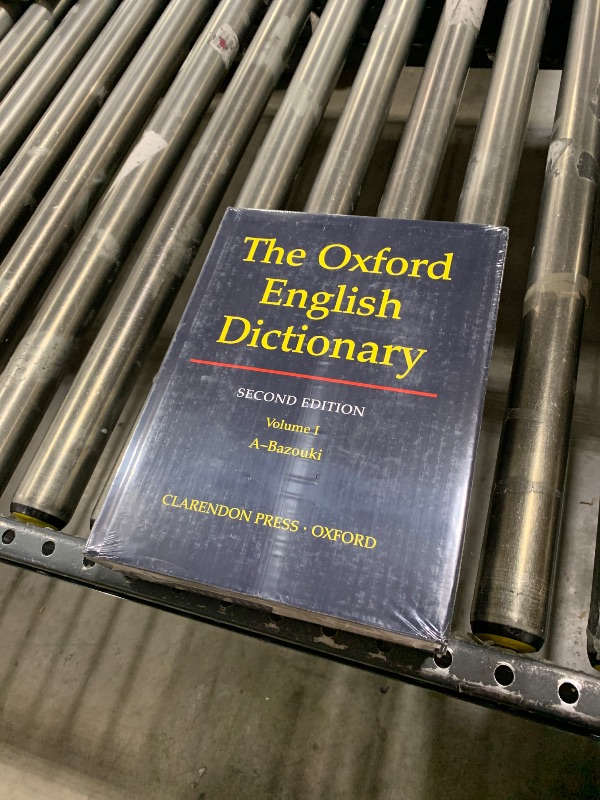 The Oxford
English
Dictionary
SECOND EDITION
Volume I
A–Bazouki
CLARENDON PRESS · OXFORD